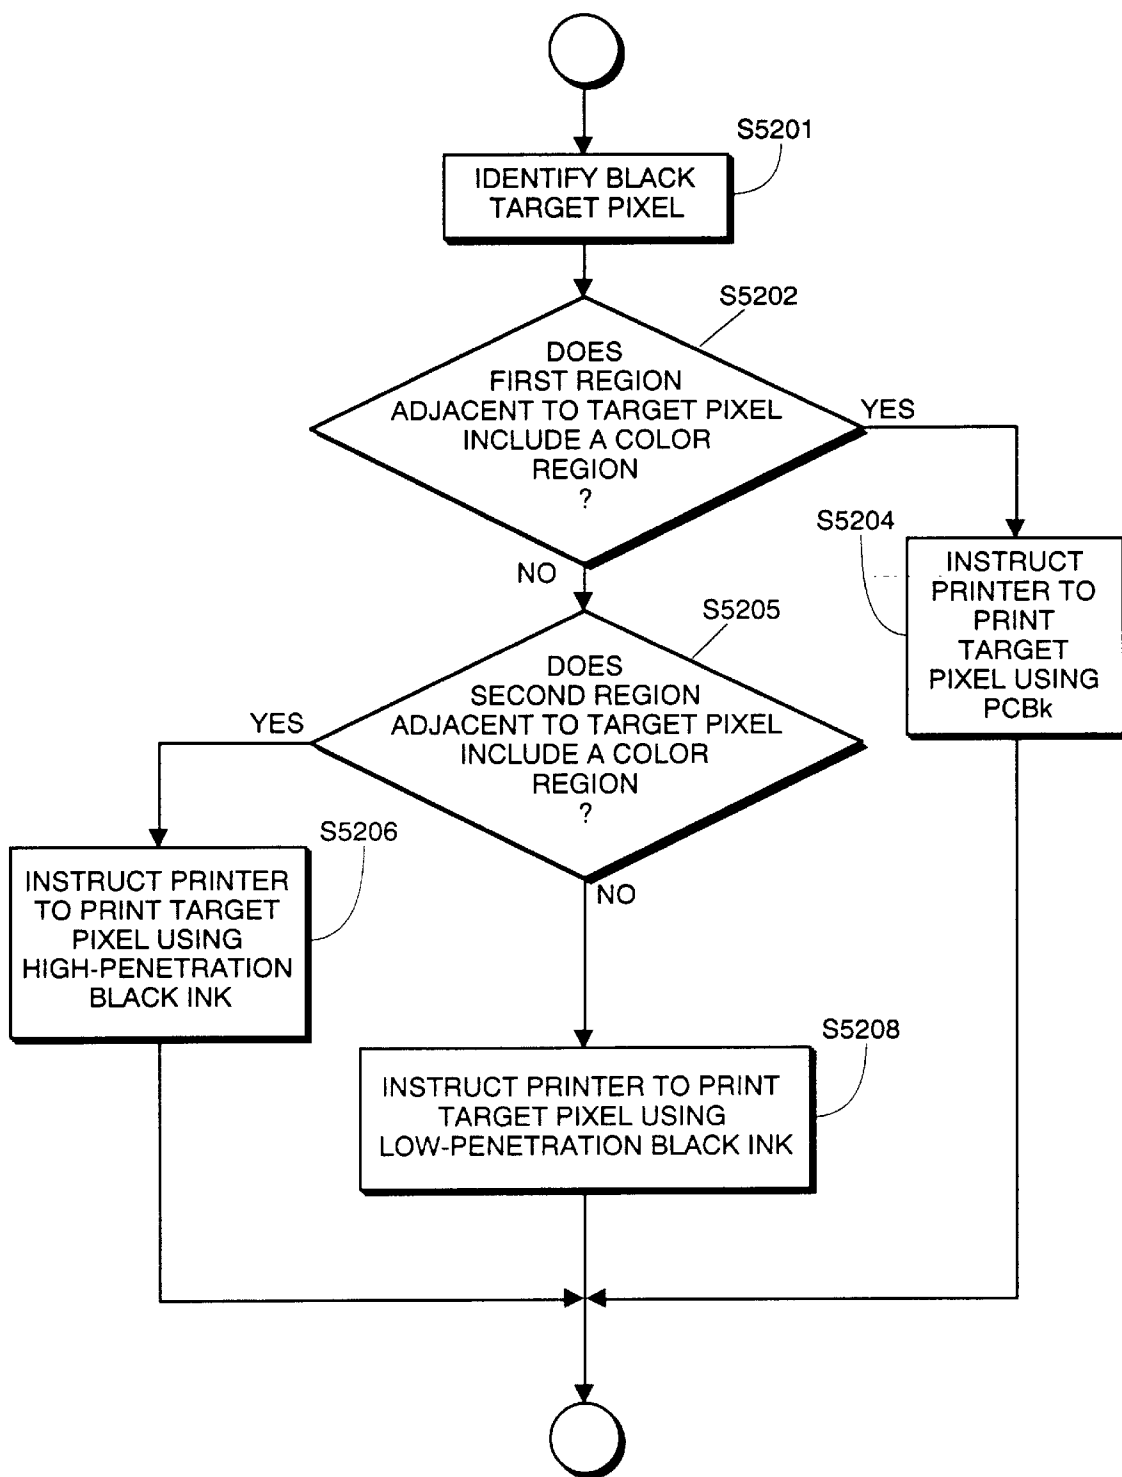 S5201
IDENTIFY BLACK
TARGET PIXEL
S5202
DOES
FIRST REGION
ADJACENT TO TARGET PIXEL
INCLUDE A COLOR
REGION
?
YES
NO
S5204
INSTRUCT
PRINTER TO
PRINT
TARGET
PIXEL USING
PCBk
S5205
DOES
SECOND REGION
ADJACENT TO TARGET PIXEL
INCLUDE A COLOR
REGION
?
YES
NO
S5206
INSTRUCT PRINTER
TO PRINT TARGET
PIXEL USING
HIGH-PENETRATION
BLACK INK
S5208
INSTRUCT PRINTER TO PRINT
TARGET PIXEL USING
LOW-PENETRATION BLACK INK